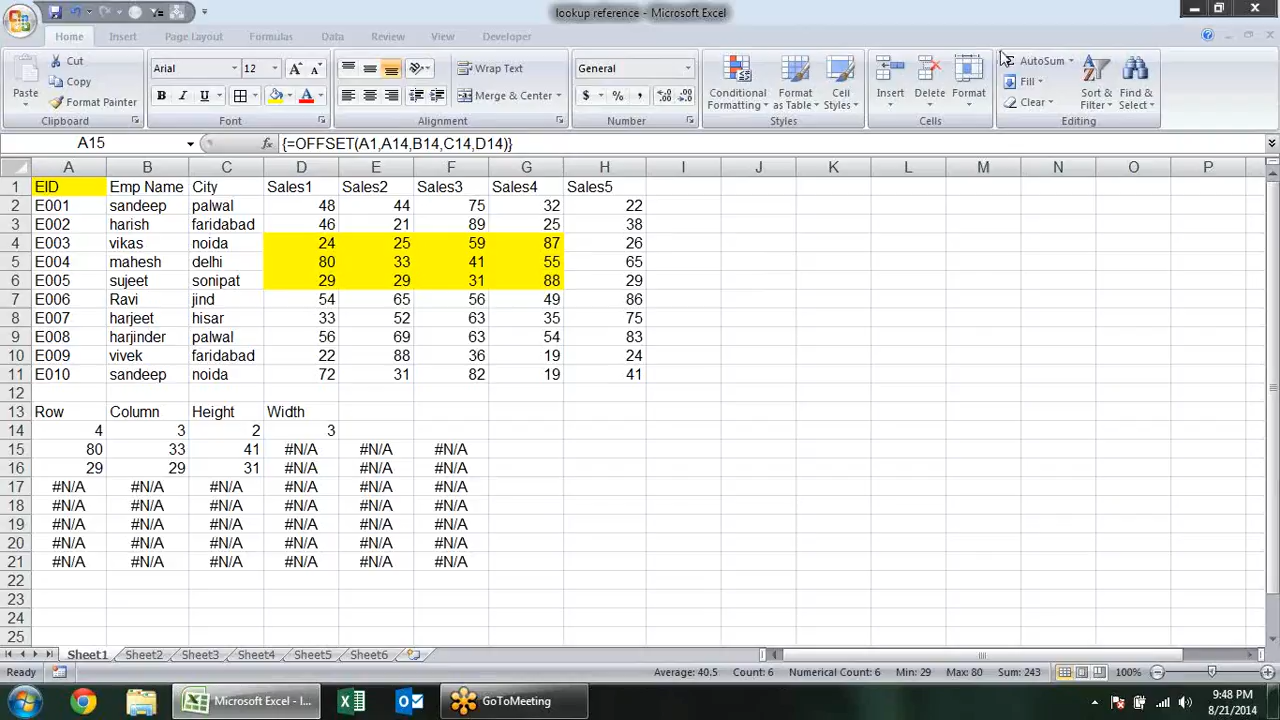 lookup reference - Microsoft Excel
Home Insert Page Layout Formulas Data Review View Developer
Paste Cut Copy Format Painter Clipboard
Arial 12 B I U A A A Font
Wrap Text Merge & Center Alignment
General $ % , .0 .00 .00 .0 Number
Conditional Formatting Format as Table Cell Styles Styles
Insert Delete Format Cells
Σ AutoSum Fill Clear Sort & Filter Find & Select Editing
A15 fx {=OFFSET(A1,A14,B14,C14,D14)}
A B C D E F G H I J K L M N O P
1 EID Emp Name City Sales1 Sales2 Sales3 Sales4 Sales5
2 E001 sandeep palwal 48 44 75 32 22
3 E002 harish faridabad 46 21 89 25 38
4 E003 vikas noida 24 25 59 87 26
5 E004 mahesh delhi 80 33 41 55 65
6 E005 sujeet sonipat 29 29 31 88 29
7 E006 Ravi jind 54 65 56 49 86
8 E007 harjeet hisar 33 52 63 35 75
9 E008 harjinder palwal 56 69 63 54 83
10 E009 vivek faridabad 22 88 36 19 24
11 E010 sandeep noida 72 31 82 19 41
12
13 Row Column Height Width
14 4 3 2 3
15 80 33 41 #N/A #N/A #N/A
16 29 29 31 #N/A #N/A #N/A
17 #N/A #N/A #N/A #N/A #N/A #N/A
18 #N/A #N/A #N/A #N/A #N/A #N/A
19 #N/A #N/A #N/A #N/A #N/A #N/A
20 #N/A #N/A #N/A #N/A #N/A #N/A
21 #N/A #N/A #N/A #N/A #N/A #N/A
22
23
24
25
Sheet1 Sheet2 Sheet3 Sheet4 Sheet5 Sheet6
Ready Average: 40.5 Count: 6 Numerical Count: 6 Min: 29 Max: 80 Sum: 243 100%
Microsoft Excel - l... GoToMeeting 9:48 PM
8/21/2014